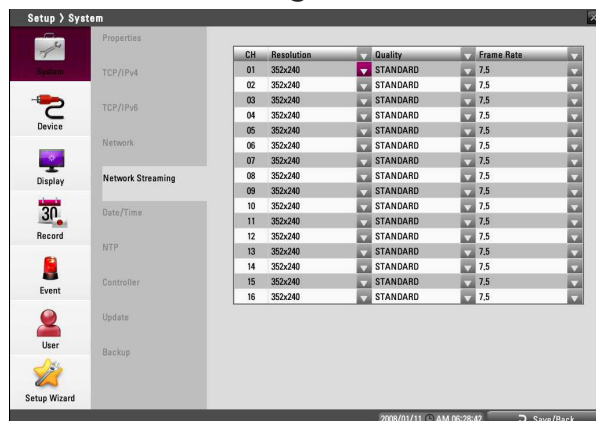 Setup > System
System
Device
Display
30
Record
Event
User
Setup Wizard
Properties
TCP/IPv4
TCP/IPv6
Network
Network Streaming
Date/Time
NTP
Controller
Update
Backup
CH Resolution Quality Frame Rate
01 352x240 STANDARD 7.5
02 352x240 STANDARD 7.5
03 352x240 STANDARD 7.5
04 352x240 STANDARD 7.5
05 352x240 STANDARD 7.5
06 352x240 STANDARD 7.5
07 352x240 STANDARD 7.5
08 352x240 STANDARD 7.5
09 352x240 STANDARD 7.5
10 352x240 STANDARD 7.5
11 352x240 STANDARD 7.5
12 352x240 STANDARD 7.5
13 352x240 STANDARD 7.5
14 352x240 STANDARD 7.5
15 352x240 STANDARD 7.5
16 352x240 STANDARD 7.5
2008/01/11 AM 06:28:42 Save/Back